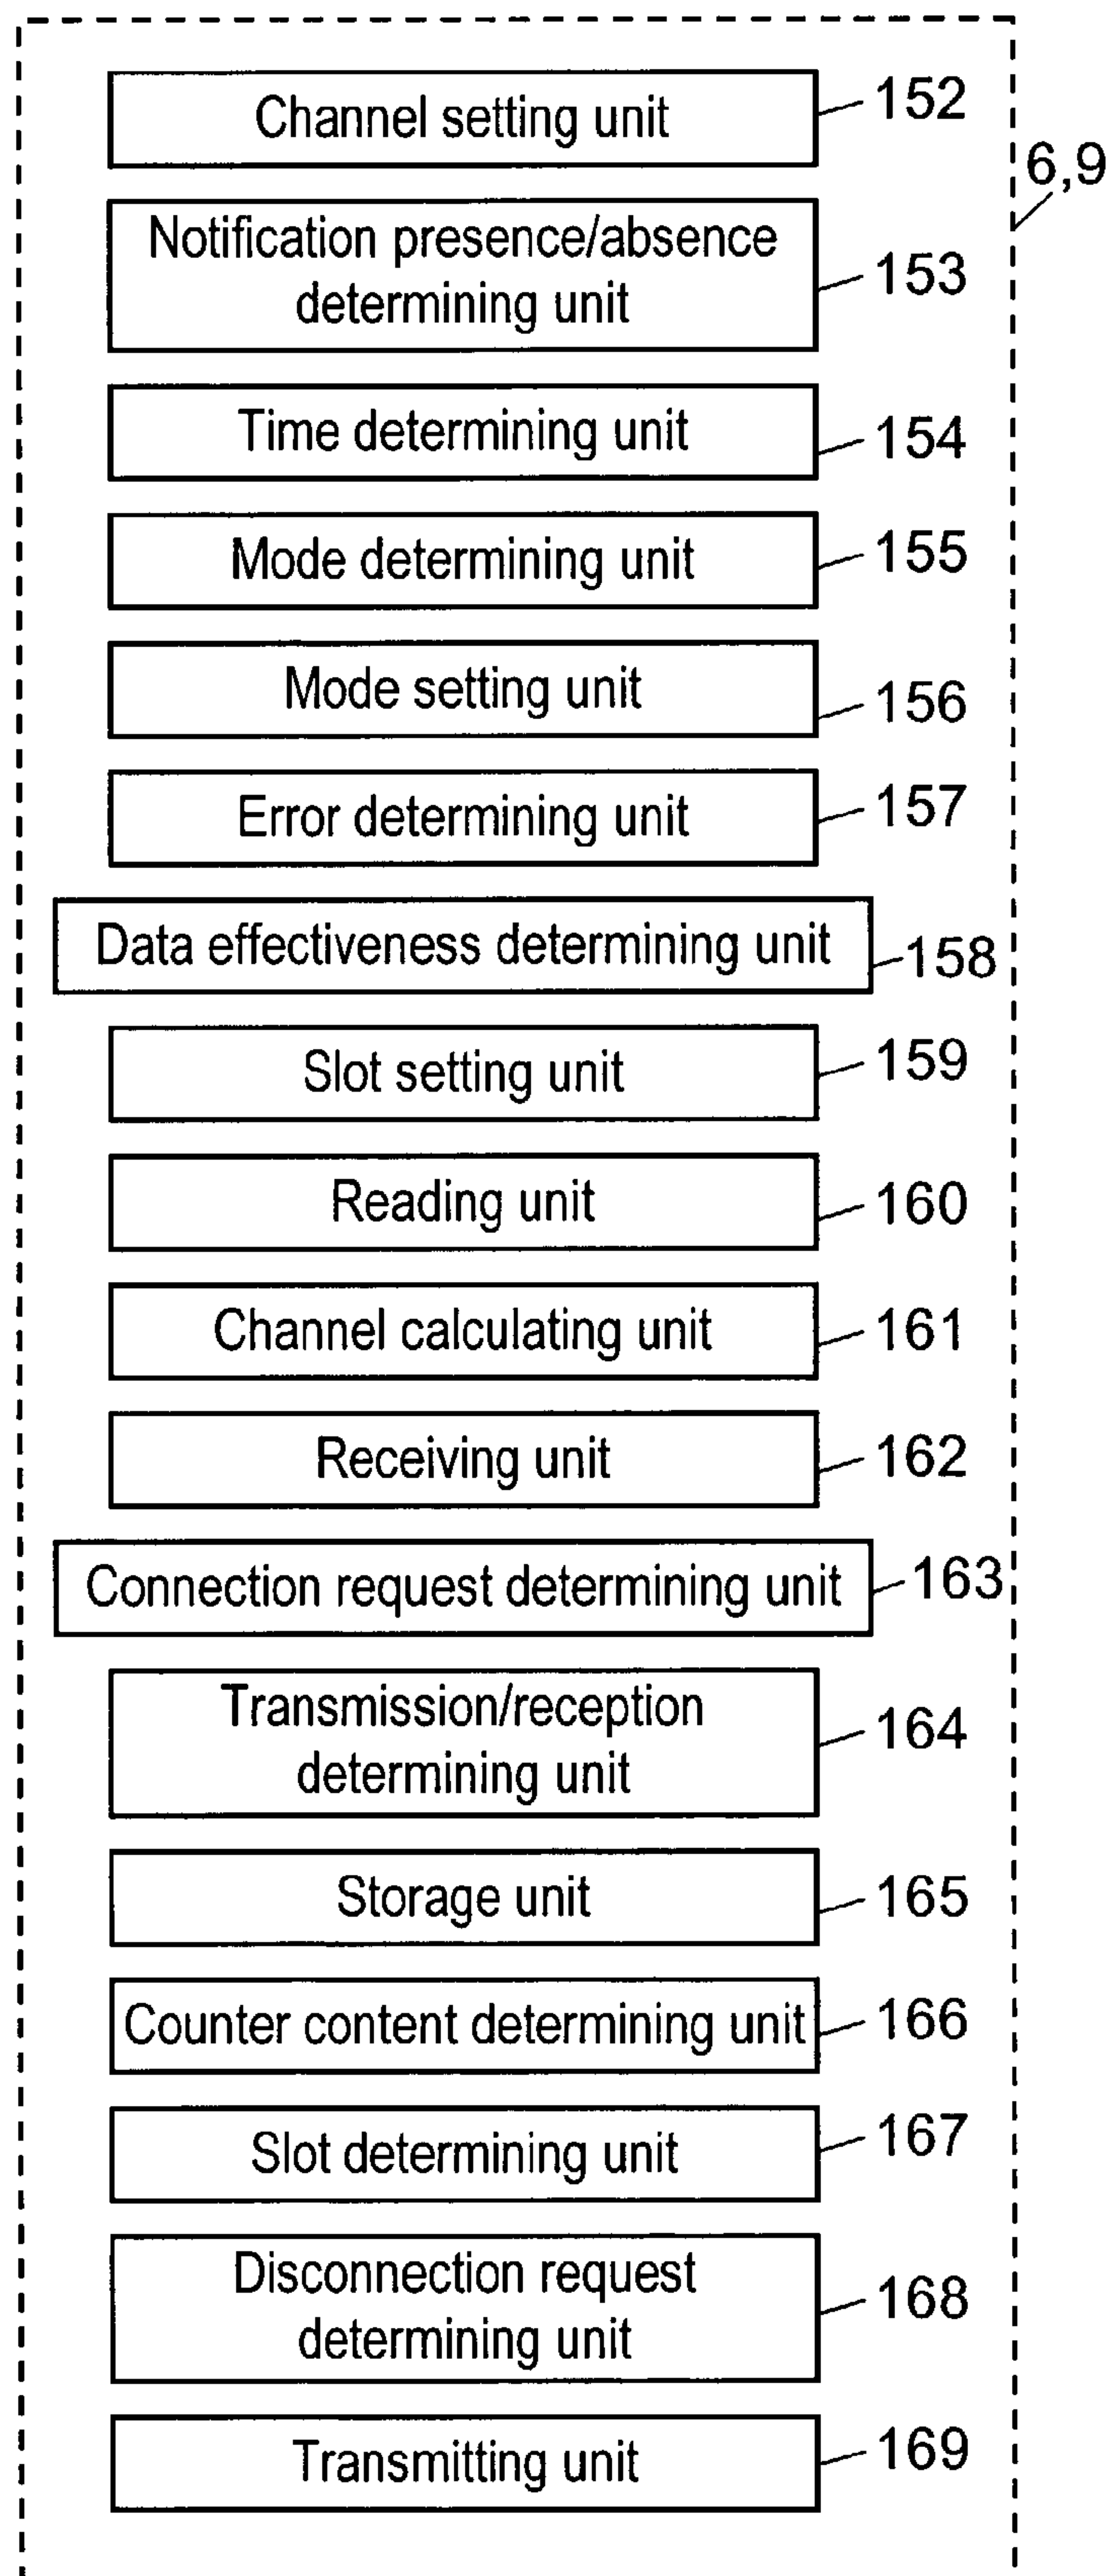 Channel setting unit
152
6,9
Notification presence/absence
determining unit
153
Time determining unit
154
Mode determining unit
155
Mode setting unit
156
Error determining unit
157
Data effectiveness determining unit
158
Slot setting unit
159
Reading unit
160
Channel calculating unit
161
Receiving unit
162
Connection request determining unit
163
Transmission/reception
determining unit
164
Storage unit
165
Counter content determining unit
166
Slot determining unit
167
Disconnection request
determining unit
168
Transmitting unit
169